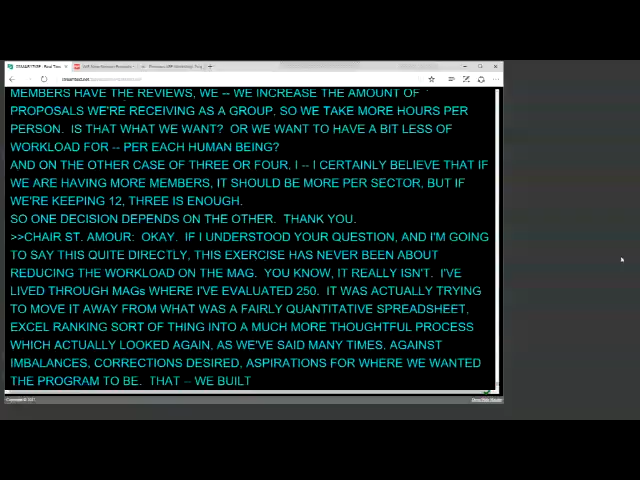 MEMBERS HAVE THE REVIEWS, WE -- WE INCREASE THE AMOUNT OF
PROPOSALS WE'RE RECEIVING AS A GROUP, SO WE TAKE MORE HOURS PER
PERSON.  IS THAT WHAT WE WANT?  OR WE WANT TO HAVE A BIT LESS OF
WORKLOAD FOR -- PER EACH HUMAN BEING?
AND ON THE OTHER CASE OF THREE OR FOUR, I -- I CERTAINLY BELIEVE THAT IF
WE ARE HAVING MORE MEMBERS, IT SHOULD BE MORE PER SECTOR, BUT IF
WE'RE KEEPING 12, THREE IS ENOUGH.
SO ONE DECISION DEPENDS ON THE OTHER.  THANK YOU.
>>CHAIR ST. AMOUR:  OKAY.  IF I UNDERSTOOD YOUR QUESTION, AND I'M GOING
TO SAY THIS QUITE DIRECTLY, THIS EXERCISE HAS NEVER BEEN ABOUT
REDUCING THE WORKLOAD ON THE MAG.  YOU KNOW, IT REALLY ISN'T.  I'VE
LIVED THROUGH MAGs WHERE I'VE EVALUATED 250.  IT WAS ACTUALLY TRYING
TO MOVE IT AWAY FROM WHAT WAS A FAIRLY QUANTITATIVE SPREADSHEET,
EXCEL RANKING SORT OF THING INTO A MUCH MORE THOUGHTFUL PROCESS
WHICH ACTUALLY LOOKED AGAIN, AS WE'VE SAID MANY TIMES, AGAINST
IMBALANCES, CORRECTIONS DESIRED, ASPIRATIONS FOR WHERE WE WANTED
THE PROGRAM TO BE.  THAT -- WE BUILT